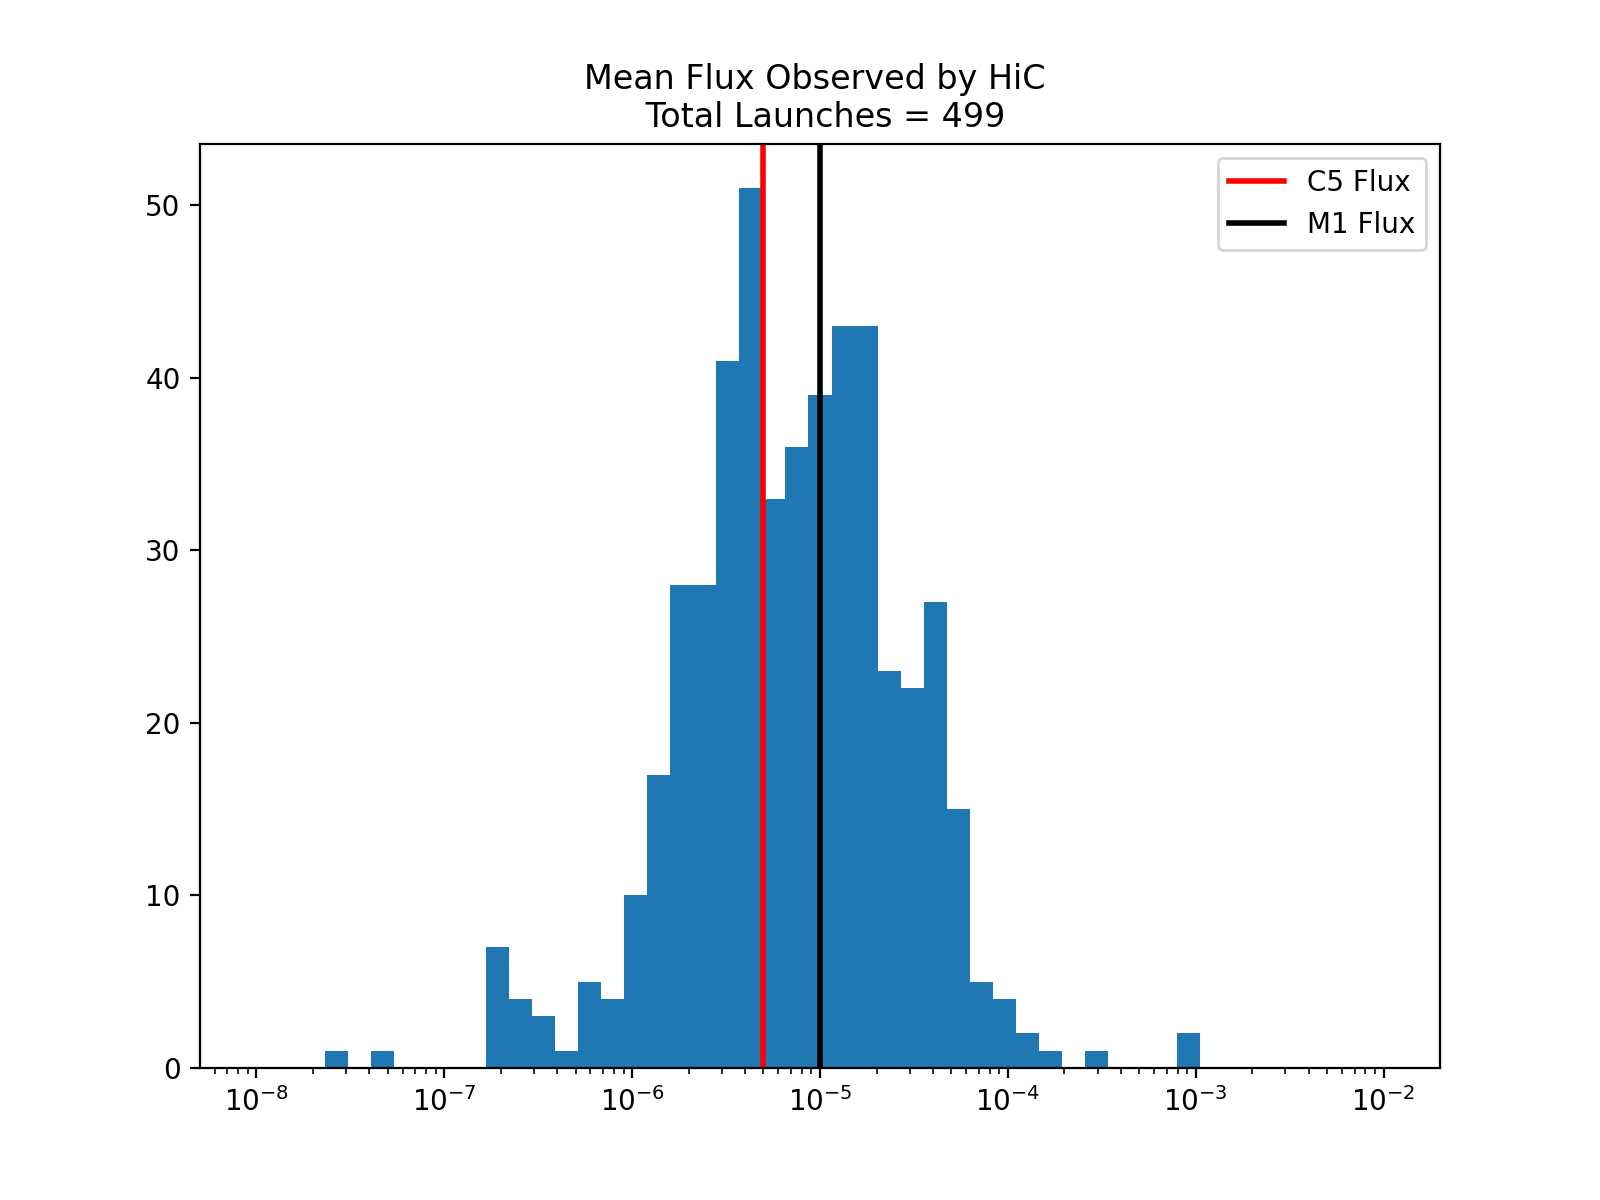 Mean Flux Observed by HiC
Total Launches = 499
C5 Flux
M1 Flux
50
40
30
20
10
0
10⁻⁸ 10⁻⁷ 10⁻⁶ 10⁻⁵ 10⁻⁴ 10⁻³ 10⁻²